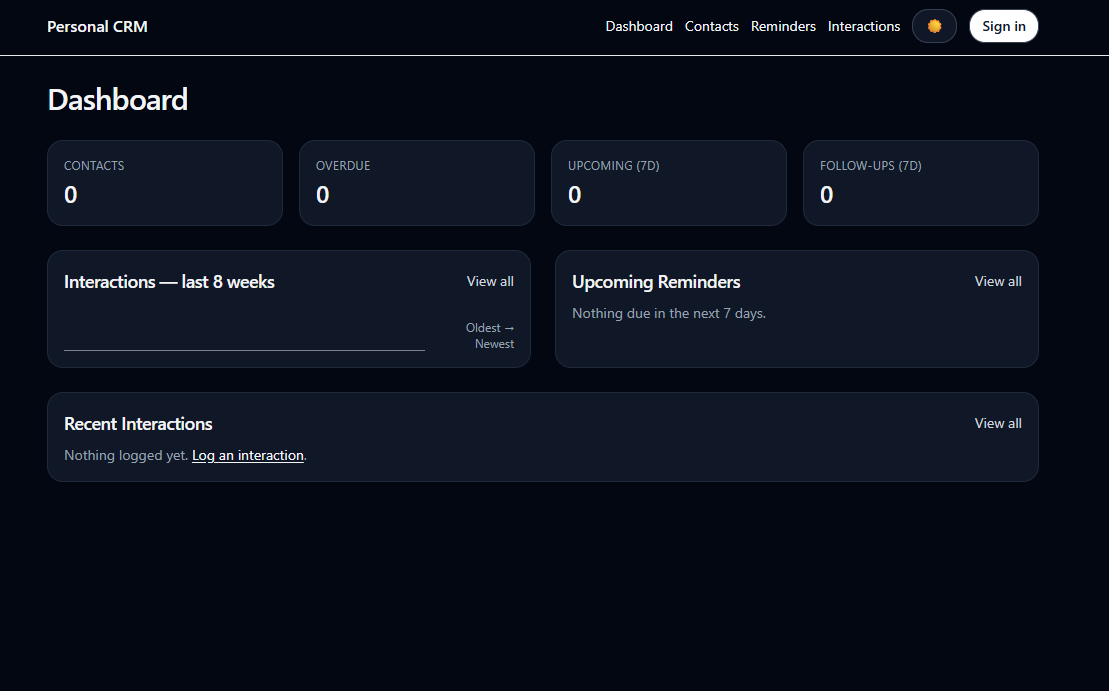 Personal CRM
Dashboard Contacts Reminders Interactions Sign in
Dashboard
CONTACTS
0
OVERDUE
0
UPCOMING (7D)
0
FOLLOW-UPS (7D)
0
Interactions — last 8 weeks
View all
Oldest →
Newest
Upcoming Reminders
View all
Nothing due in the next 7 days.
Recent Interactions
View all
Nothing logged yet. Log an interaction.